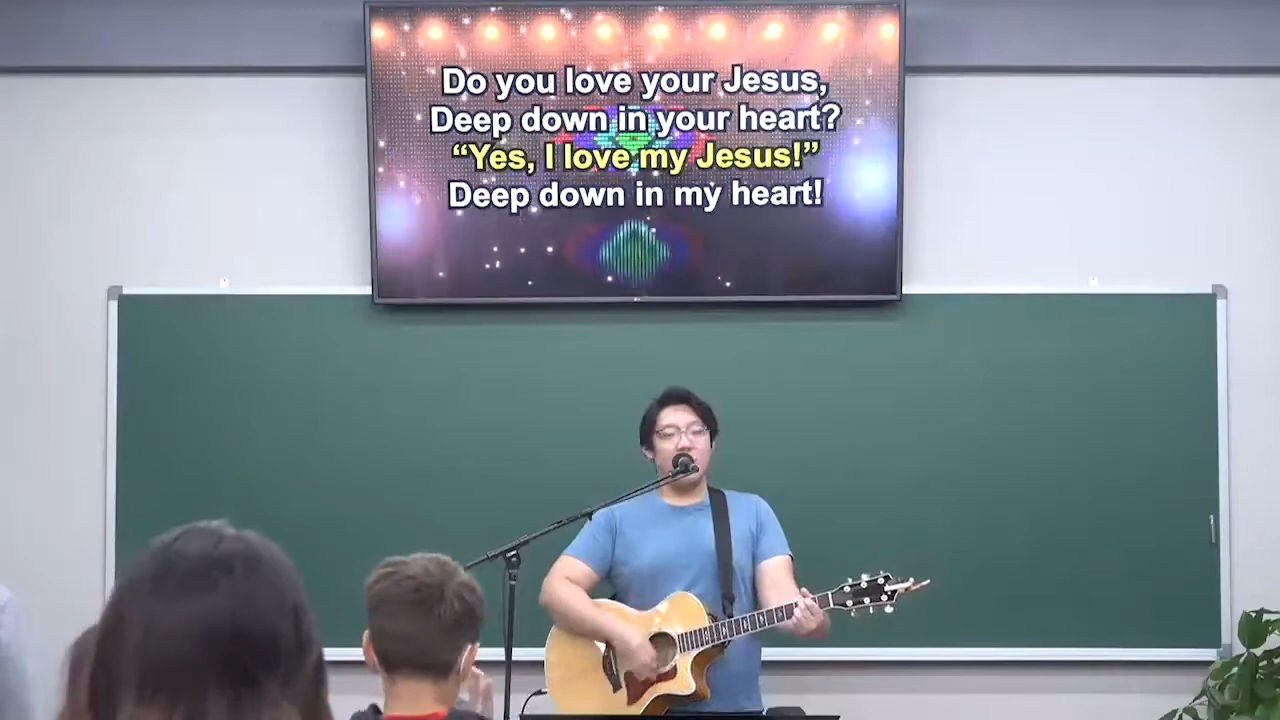 Do you love your Jesus,
Deep down in your heart?
“Yes, I love my Jesus!”
Deep down in my heart!